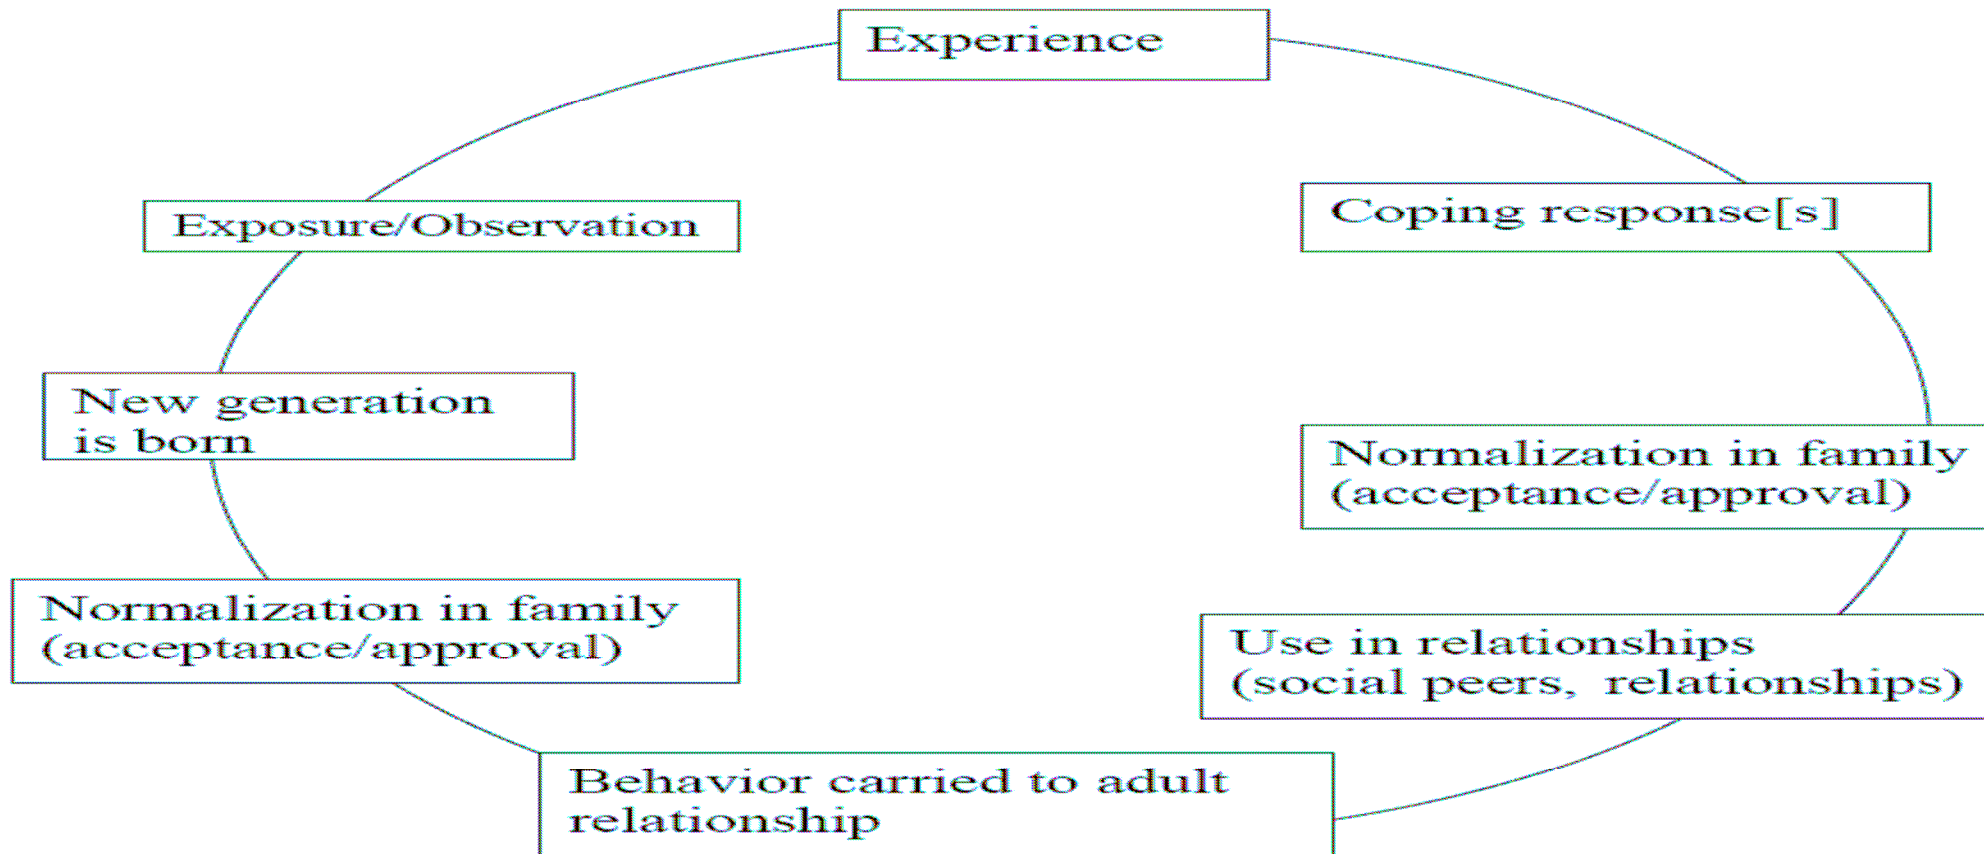 Experience
Exposure/Observation
Coping response[s]
New generation
is born
Normalization in family
(acceptance/approval)
Normalization in family
(acceptance/approval)
Use in relationships
(social peers, relationships)
Behavior carried to adult
relationship